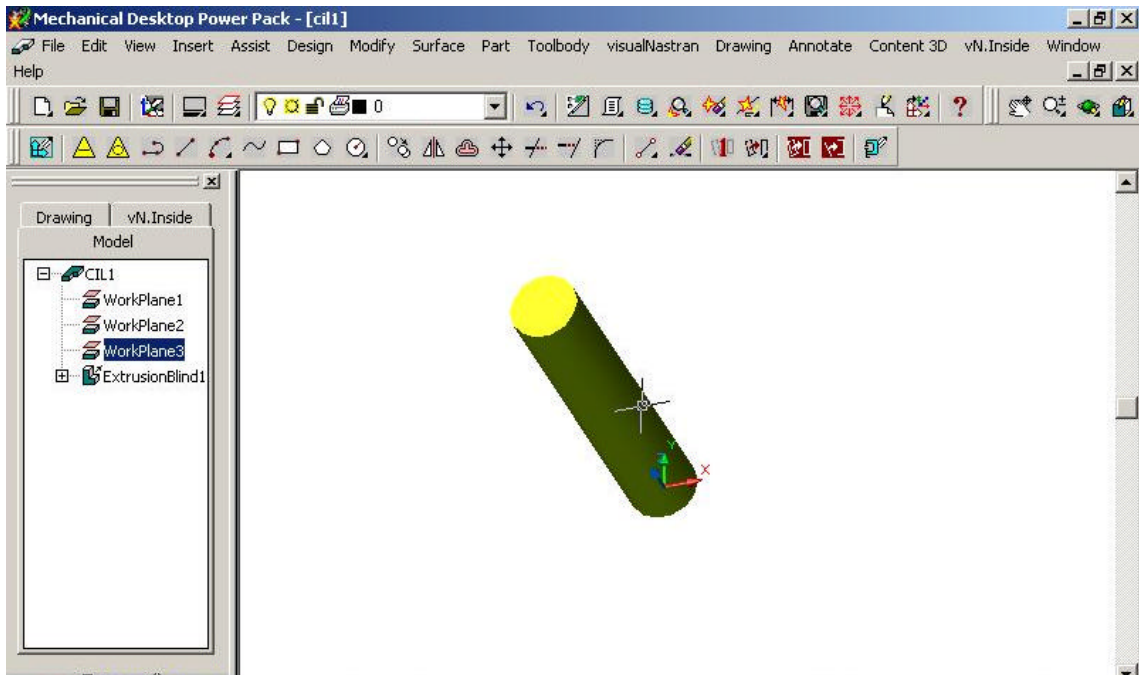 Mechanical Desktop Power Pack - [cil1]
File Edit View Insert Assist Design Modify Surface Part Toolbody visualNastran Drawing Annotate Content 3D vN.Inside Window
Help
0
Drawing vN.Inside
Model
CIL1
WorkPlane1
WorkPlane2
WorkPlane3
ExtrusionBlind1
Y
X